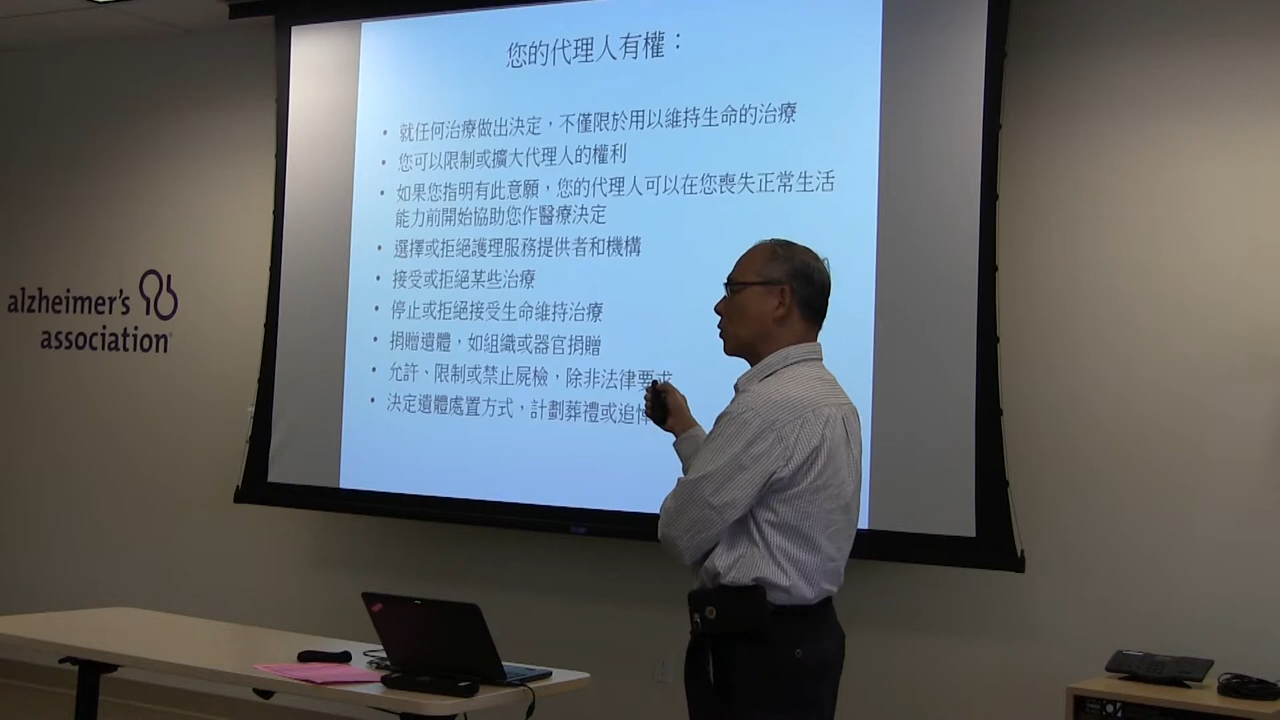 您的代理人有權：
• 就任何治療做出決定，不僅限於用以維持生命的治療
• 您可以限制或擴大代理人的權利
• 如果您指明有此意願，您的代理人可以在您喪失正常生活
能力前開始協助您作醫療決定
• 選擇或拒絕護理服務提供者和機構
• 接受或拒絕某些治療
• 停止或拒絕接受生命維持治療
• 捐贈遺體，如組織或器官捐贈
• 允許、限制或禁止屍檢，除非法律要求
• 決定遺體處置方式，計劃葬禮或追悼
alzheimer's
association